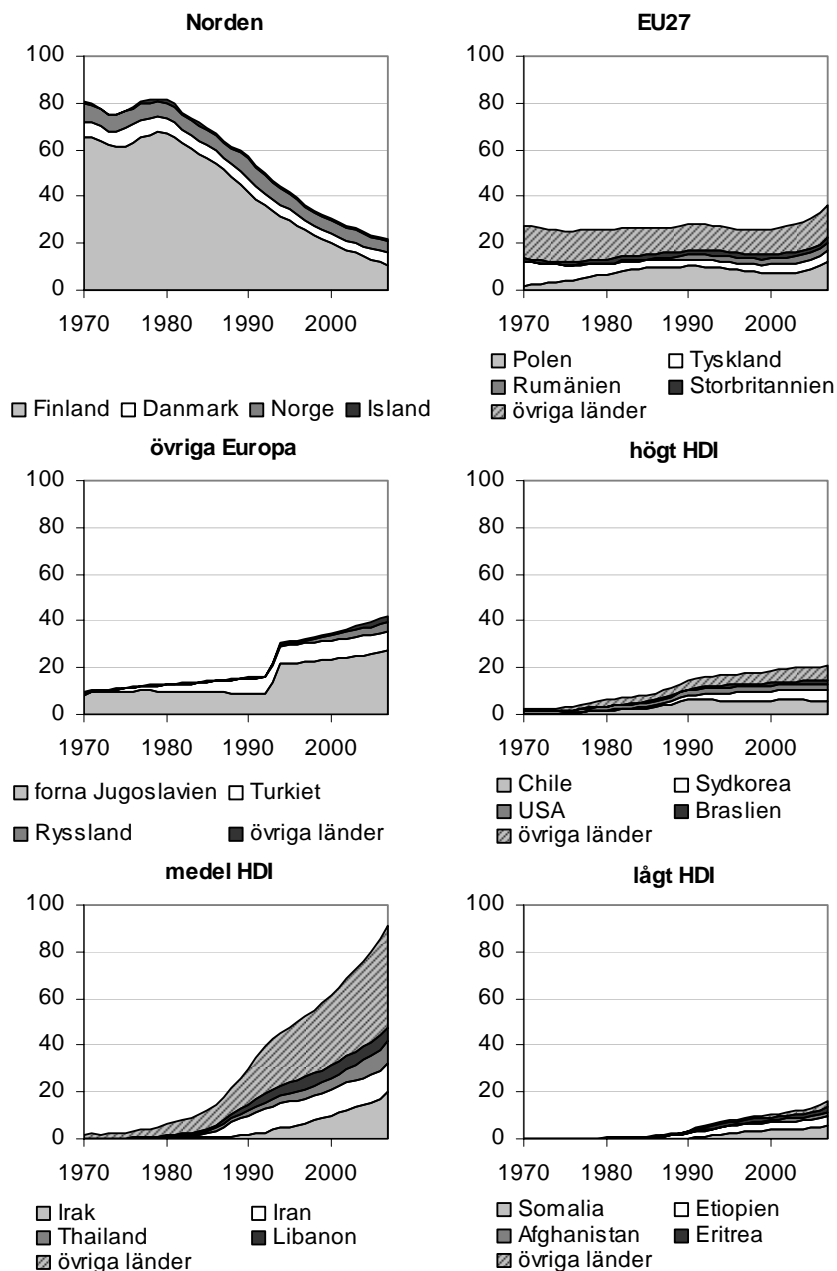 Norden
100
80
60
40
20
0
1970 1980 1990 2000
Finland Danmark Norge Island
EU27
100
80
60
40
20
0
1970 1980 1990 2000
Polen Tyskland
Rumänien Storbritannien
övriga länder
övriga Europa
100
80
60
40
20
0
1970 1980 1990 2000
forna Jugoslavien Turkiet
Ryssland övriga länder
högt HDI
100
80
60
40
20
0
1970 1980 1990 2000
Chile Sydkorea
USA Braslien
övriga länder
medel HDI
100
80
60
40
20
0
1970 1980 1990 2000
Irak Iran
Thailand Libanon
övriga länder
lågt HDI
100
80
60
40
20
0
1970 1980 1990 2000
Somalia Etiopien
Afghanistan Eritrea
övriga länder